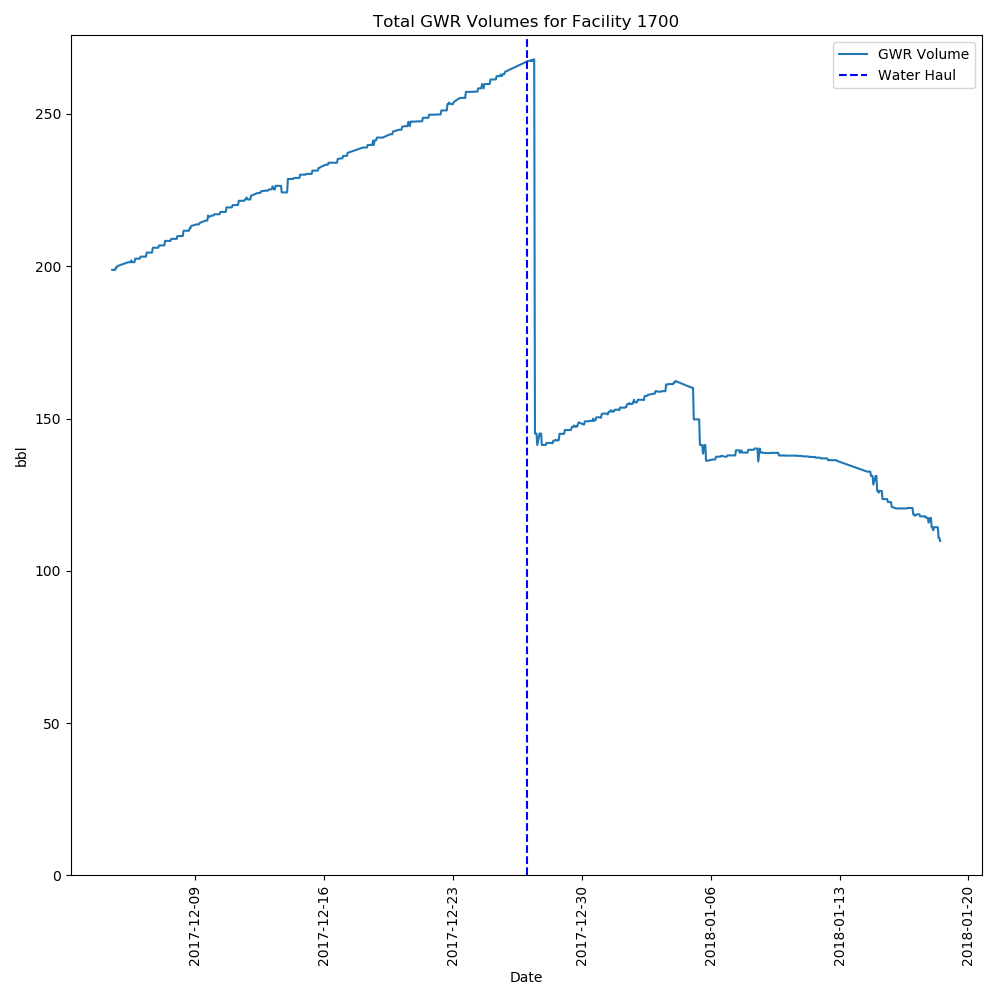 Total GWR Volumes for Facility 1700
GWR Volume
Water Haul
250
200
150
100
50
0
bbl
2017-12-09
2017-12-16
2017-12-23
2017-12-30
2018-01-06
2018-01-13
2018-01-20
Date